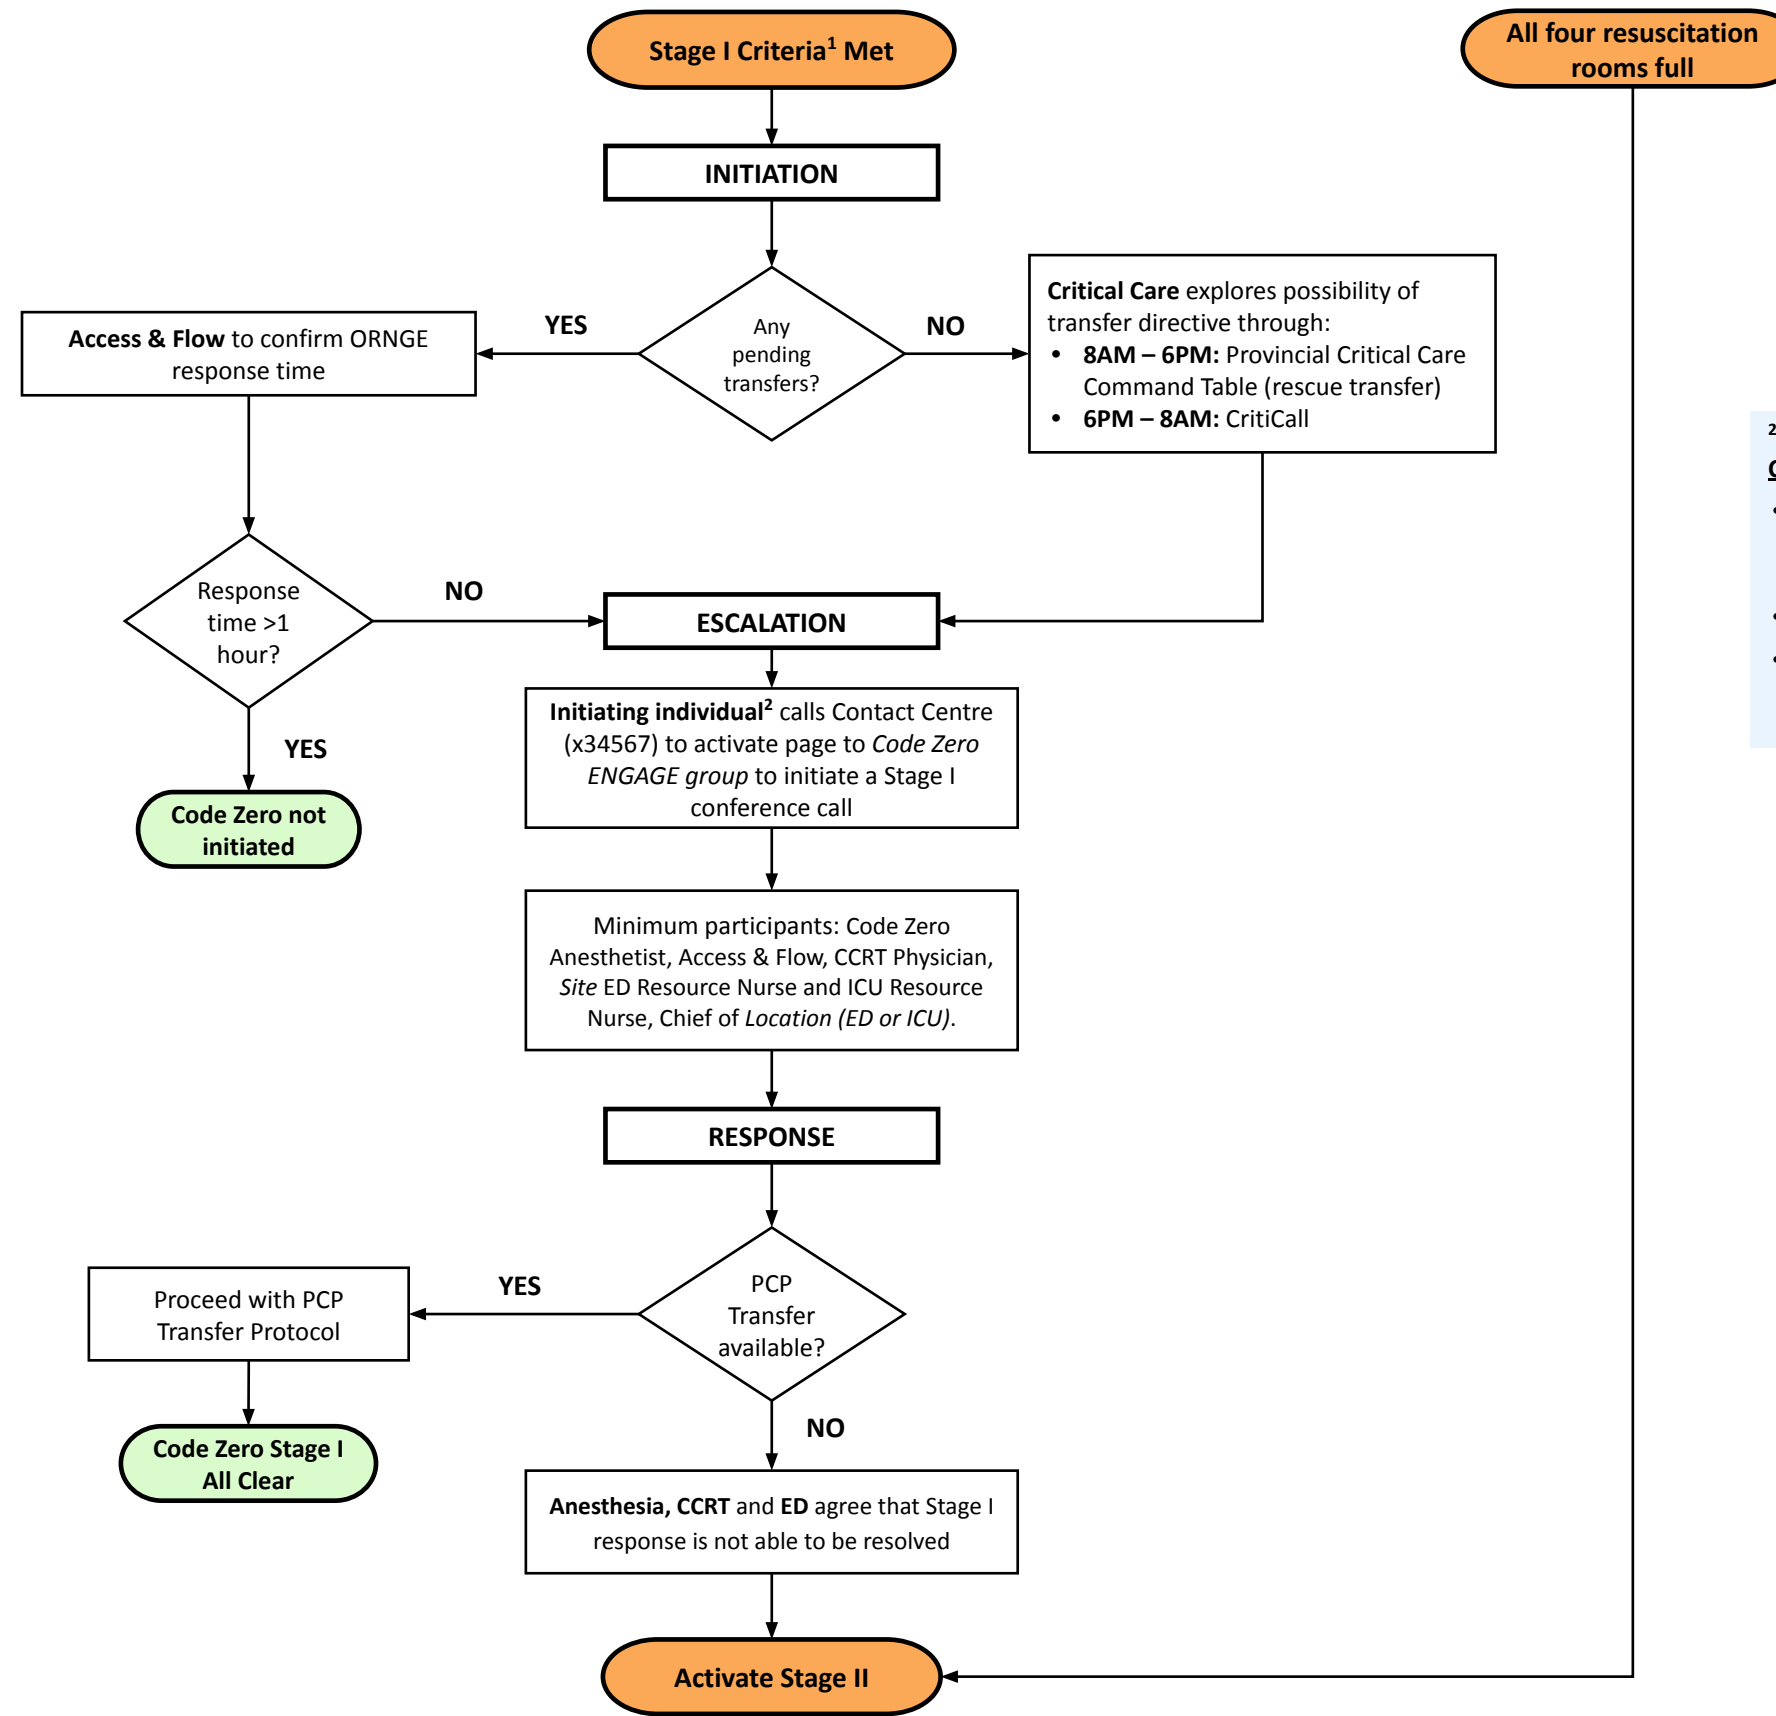 Stage I Criteria¹ Met
All four resuscitation
rooms full
INITIATION
Any
pending
transfers?
YES
NO
Access & Flow to confirm ORNGE
response time
Critical Care explores possibility of
transfer directive through:
• 8AM – 6PM: Provincial Critical Care
Command Table (rescue transfer)
• 6PM – 8AM: CritiCall
2
•
•
•
Response
time >1
hour?
NO
YES
Code Zero not
initiated
ESCALATION
Initiating individual² calls Contact Centre
(x34567) to activate page to Code Zero
ENGAGE group to initiate a Stage I
conference call
Minimum participants: Code Zero
Anesthetist, Access & Flow, CCRT Physician,
Site ED Resource Nurse and ICU Resource
Nurse, Chief of Location (ED or ICU).
RESPONSE
PCP
Transfer
available?
YES
NO
Proceed with PCP
Transfer Protocol
Code Zero Stage I
All Clear
Anesthesia, CCRT and ED agree that Stage I
response is not able to be resolved
Activate Stage II